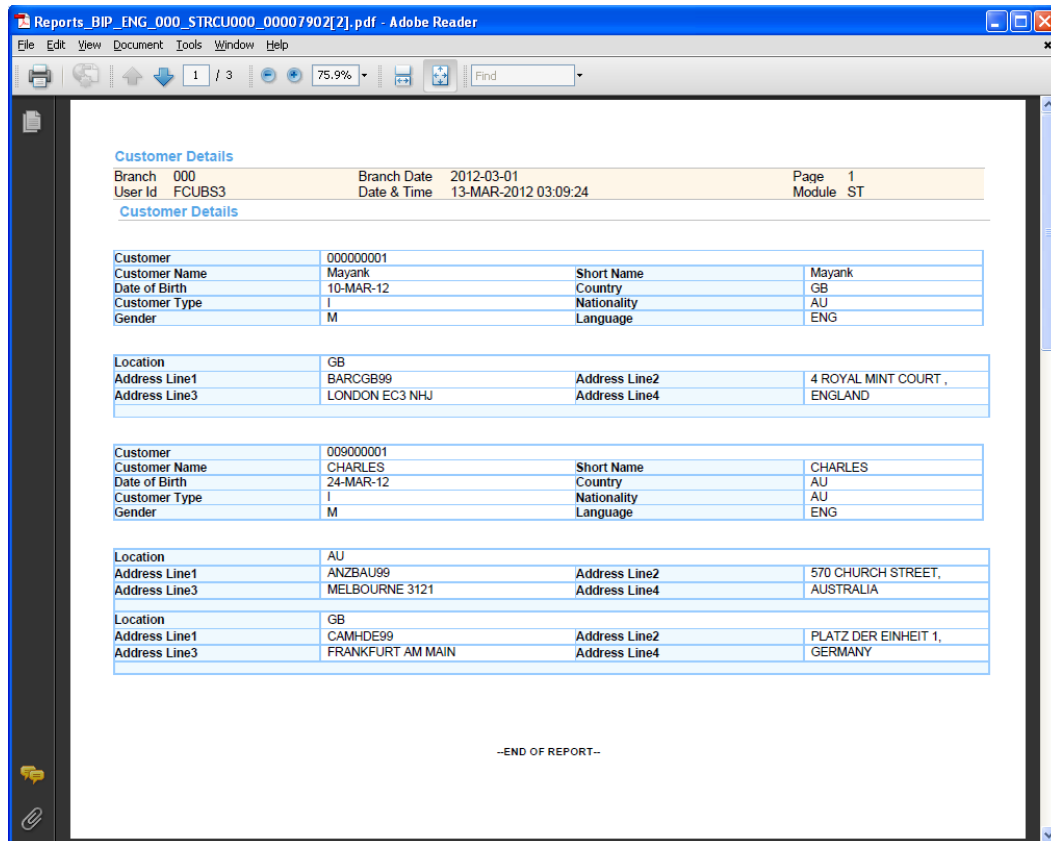 Reports_BIP_ENG_000_STRCU000_00007902[2].pdf - Adobe Reader
File Edit View Document Tools Window Help
1 / 3 75.9% Find
Customer Details
Branch 000 Branch Date 2012-03-01 Page 1
User Id FCUBS3 Date & Time 13-MAR-2012 03:09:24 Module ST
Customer Details
Customer 000000001
Customer Name Mayank Short Name Mayank
Date of Birth 10-MAR-12 Country GB
Customer Type I Nationality AU
Gender M Language ENG
Location GB
Address Line1 BARCGB99 Address Line2 4 ROYAL MINT COURT ,
Address Line3 LONDON EC3 NHJ Address Line4 ENGLAND
Customer 009000001
Customer Name CHARLES Short Name CHARLES
Date of Birth 24-MAR-12 Country AU
Customer Type I Nationality AU
Gender M Language ENG
Location AU
Address Line1 ANZBAU99 Address Line2 570 CHURCH STREET,
Address Line3 MELBOURNE 3121 Address Line4 AUSTRALIA
Location GB
Address Line1 CAMHDE99 Address Line2 PLATZ DER EINHEIT 1,
Address Line3 FRANKFURT AM MAIN Address Line4 GERMANY
--END OF REPORT--